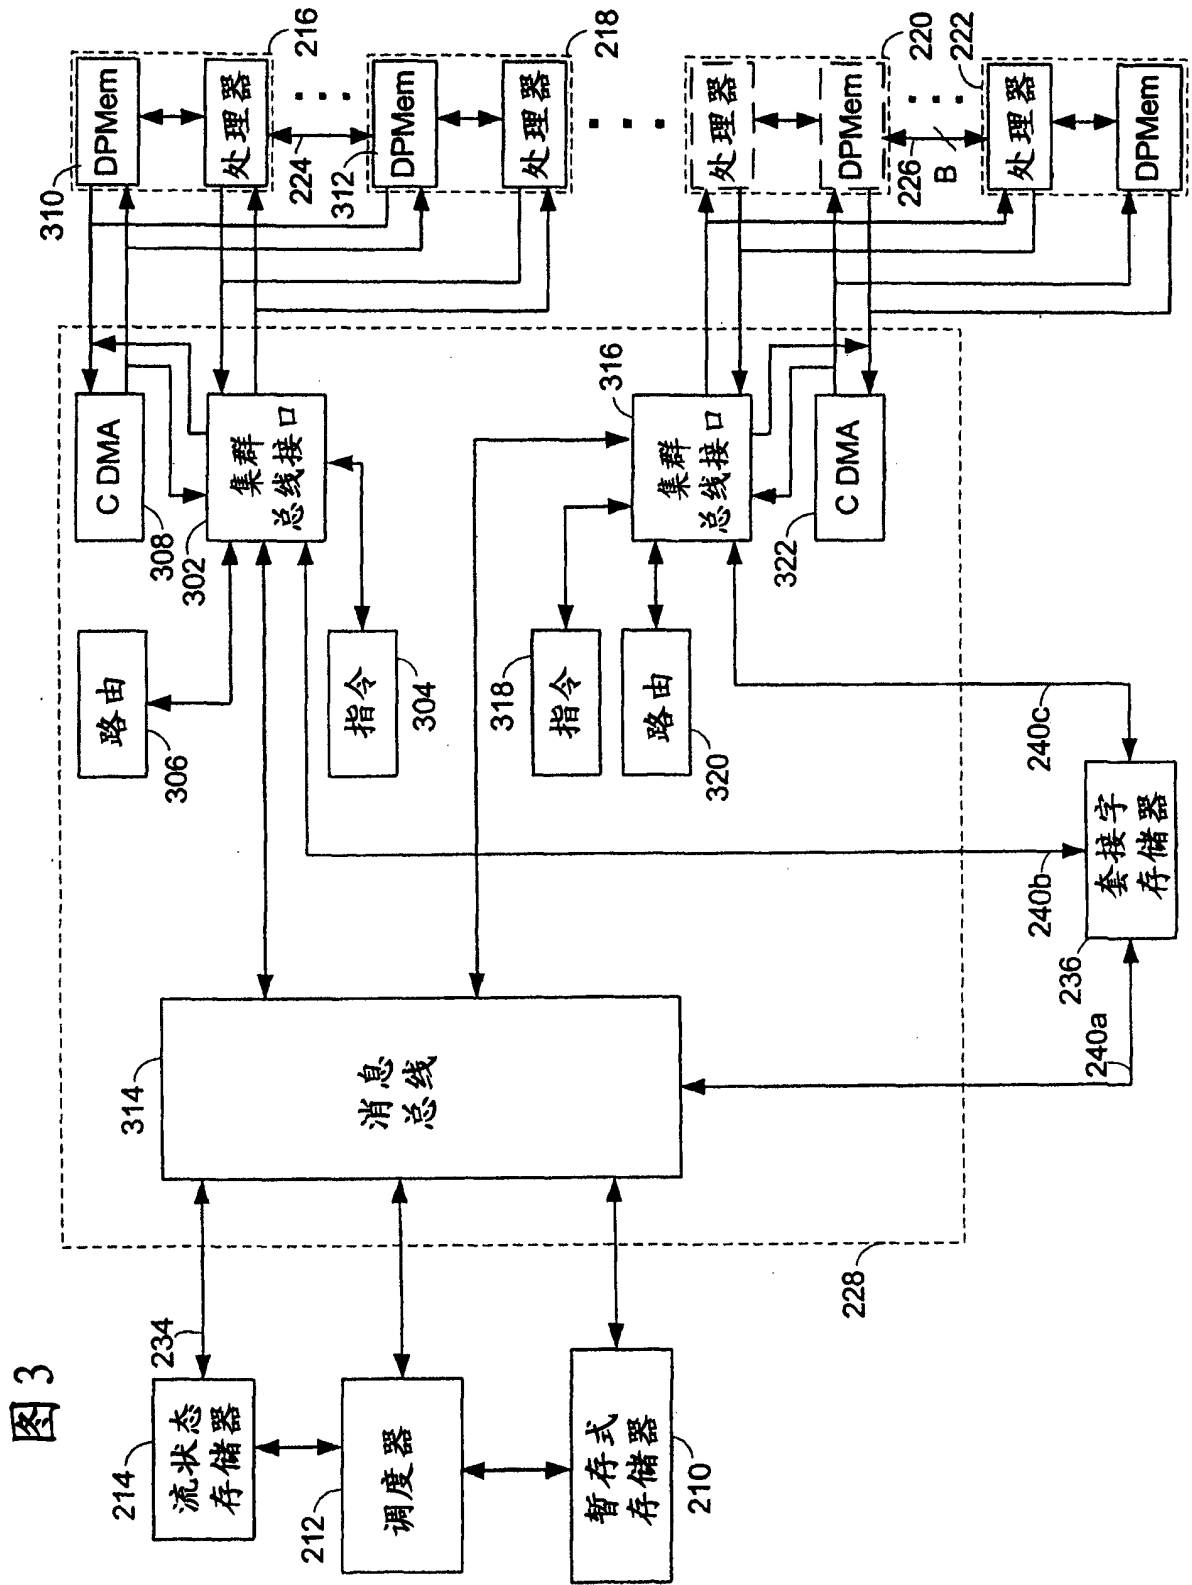 图3
214
流状态
存储器
234
212
调度器
210
暂存式
存储器
228
314
消息
总线
路由
306
指令
304
318
指令
路由
320
C DMA
308
302
集群
总线接口
316
集群
总线接口
322
C DMA
310
DPMem
处理器
216
224
312
DPMem
处理器
218
处理器
DPMem
220
226
B
222
处理器
DPMem
240a
240b
240c
236
套接字
存储器